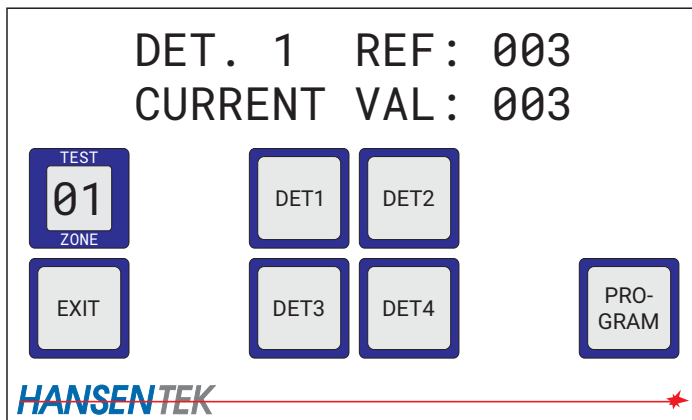 DET. 1 REF: 003
CURRENT VAL: 003
TEST
01
ZONE
DET1
DET2
EXIT
DET3
DET4
PRO-
GRAM
HANSENTEK